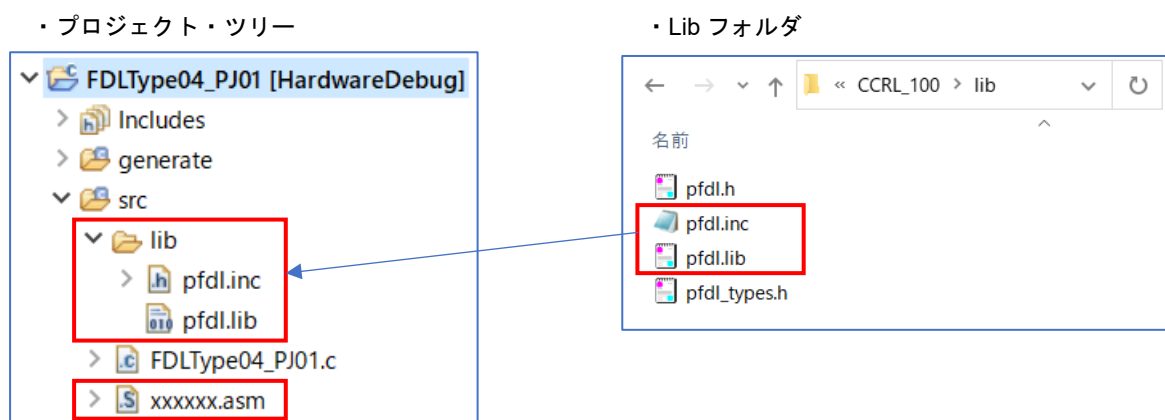 ・プロジェクト・ツリー
FDLType04_PJ01 [HardwareDebug]
Includes
generate
src
lib
pfdl.inc
pfdl.lib
FDLType04_PJ01.c
xxxxxx.asm
・Lib フォルダ
« CCRL_100 > lib
名前
pfdl.h
pfdl.inc
pfdl.lib
pfdl_types.h